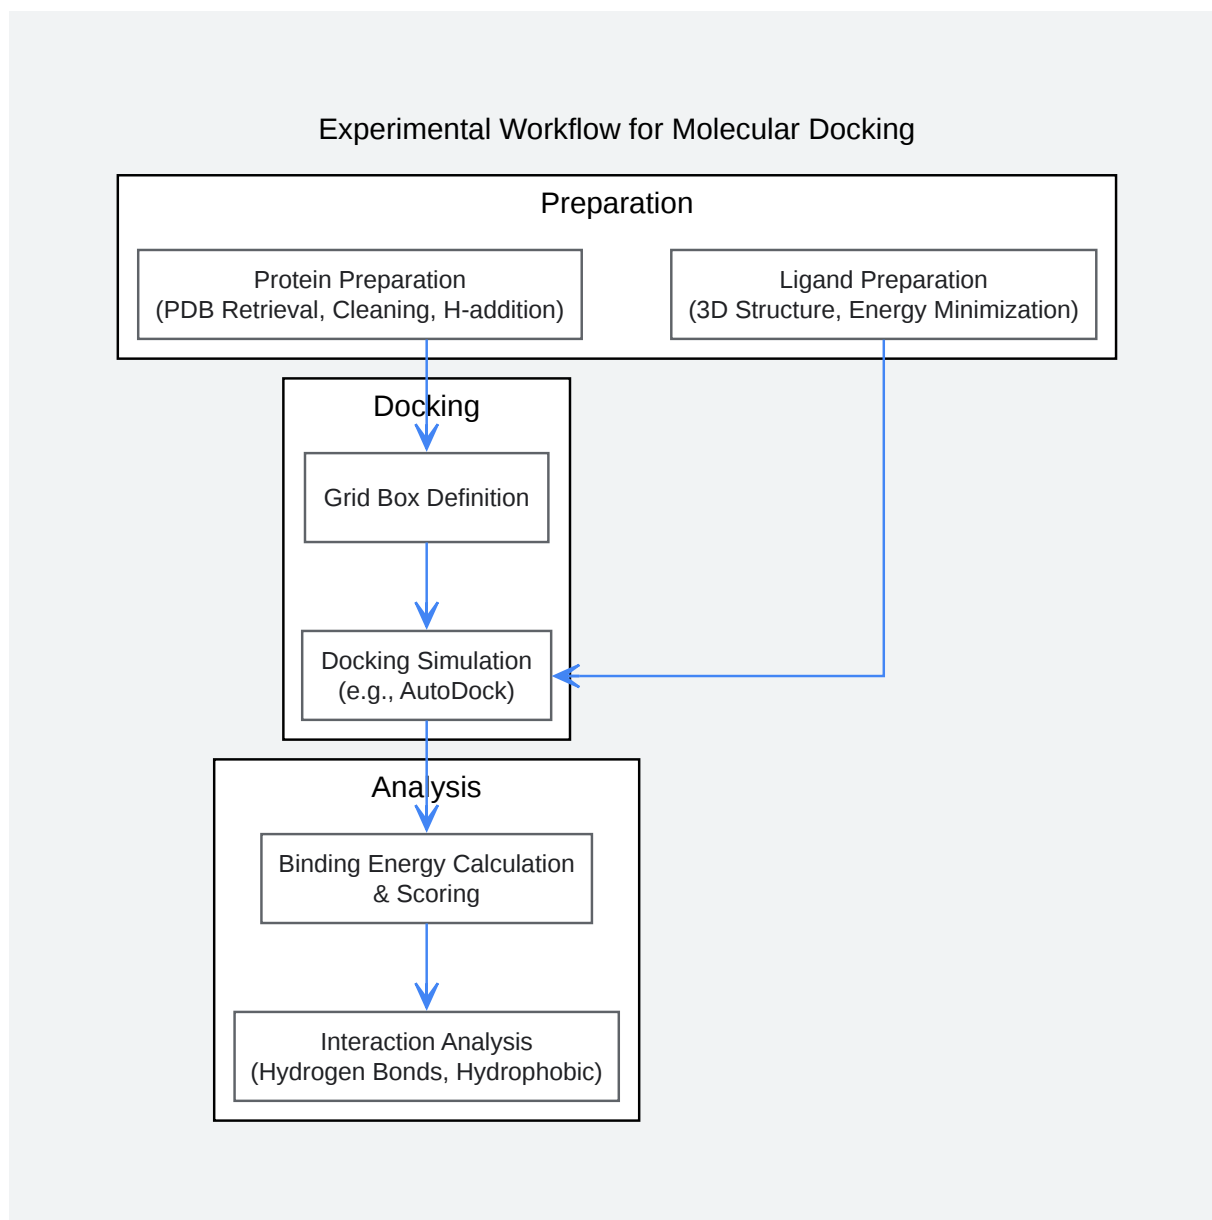 Experimental Workflow for Molecular Docking
Preparation
Protein Preparation
(PDB Retrieval, Cleaning, H-addition)
Ligand Preparation
(3D Structure, Energy Minimization)
Docking
Grid Box Definition
Docking Simulation
(e.g., AutoDock)
Analysis
Binding Energy Calculation
& Scoring
Interaction Analysis
(Hydrogen Bonds, Hydrophobic)